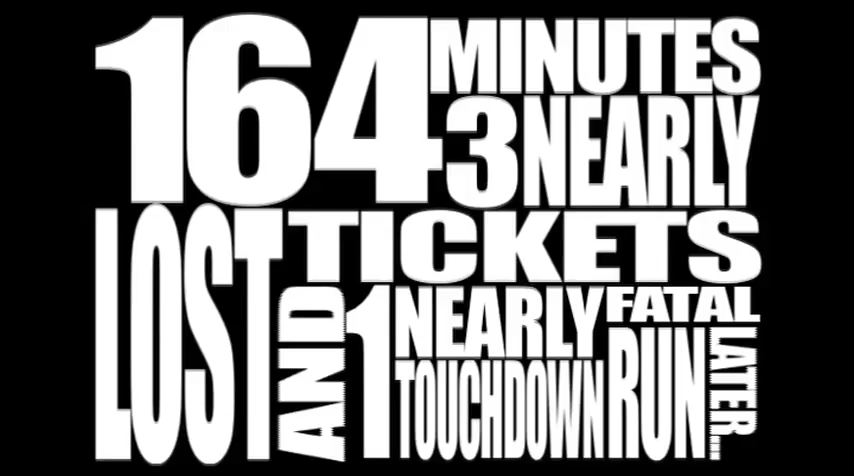 164 MINUTES
3 NEARLY
LOST TICKETS
AND 1 NEARLY FATAL
TOUCHDOWN RUN
LATER...